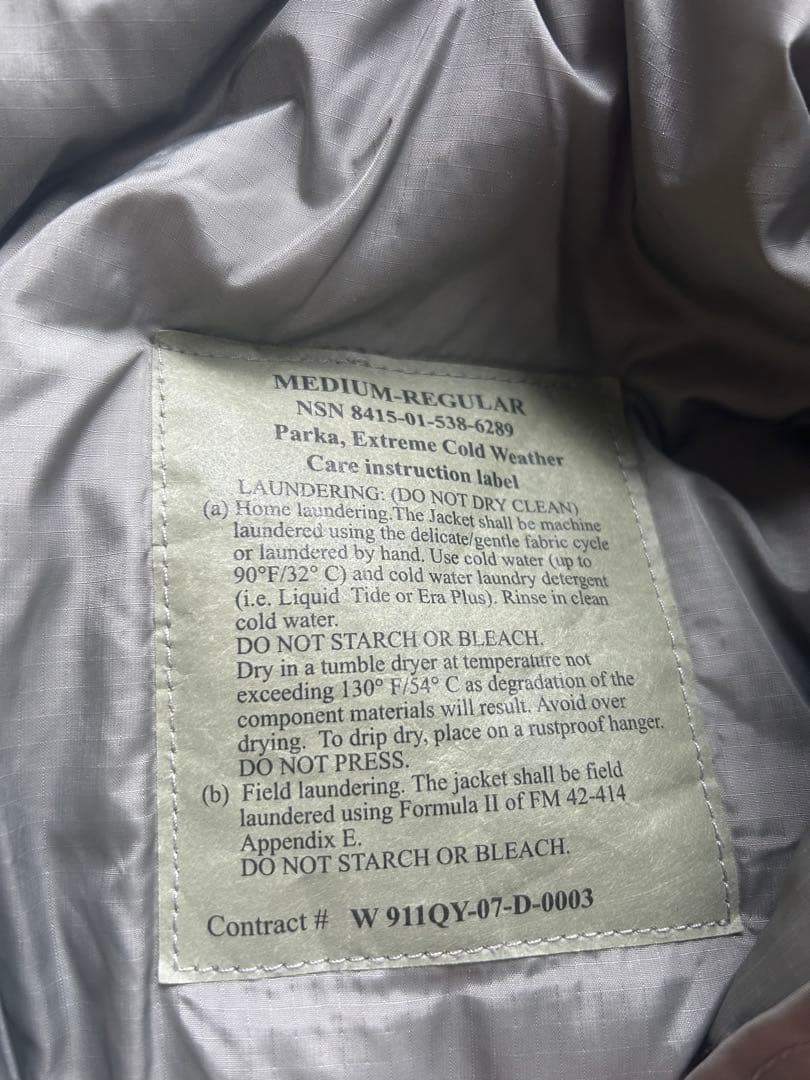 MEDIUM-REGULAR
NSN 8415-01-538-6289
Parka, Extreme Cold Weather
Care instruction label
LAUNDERING: (DO NOT DRY CLEAN)
(a) Home laundering.The Jacket shall be machine
laundered using the delicate/gentle fabric cycle
or laundered by hand. Use cold water (up to
90°F/32° C) and cold water laundry detergent
(i.e. Liquid Tide or Era Plus). Rinse in clean
cold water.
DO NOT STARCH OR BLEACH.
Dry in a tumble dryer at temperature not
exceeding 130° F/54° C as degradation of the
component materials will result. Avoid over
drying. To drip dry, place on a rustproof hanger.
DO NOT PRESS.
(b) Field laundering. The jacket shall be field
laundered using Formula II of FM 42-414
Appendix E.
DO NOT STARCH OR BLEACH.
Contract # W 911QY-07-D-0003